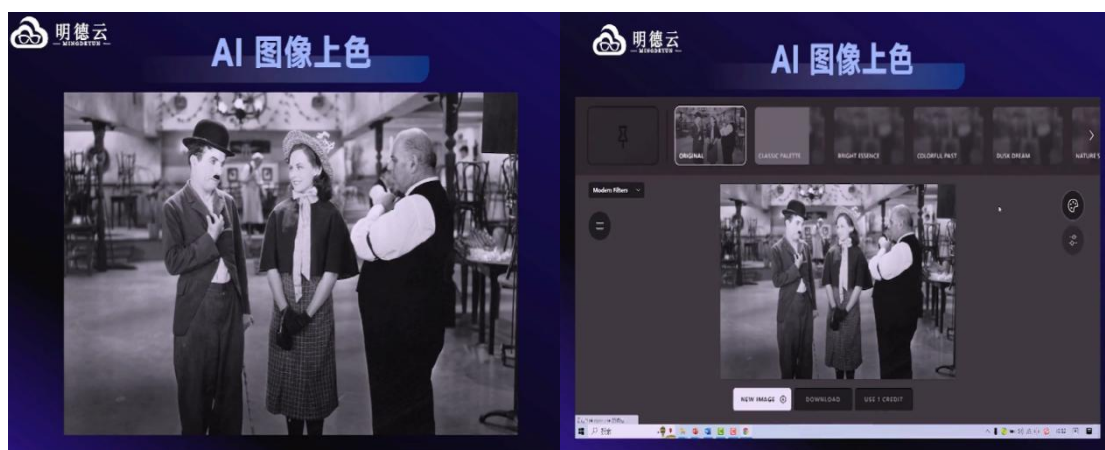 明德云
MINGDEYUN
AI 图像上色
明德云
MINGDEYUN
AI 图像上色
ORIGINAL
CLASSIC PALETTE
BRIGHT ESSENCE
COLORFUL PAST
DUSK DREAM
NATURE'S
Modern Filters
NEW IMAGE
DOWNLOAD
USE 1 CREDIT